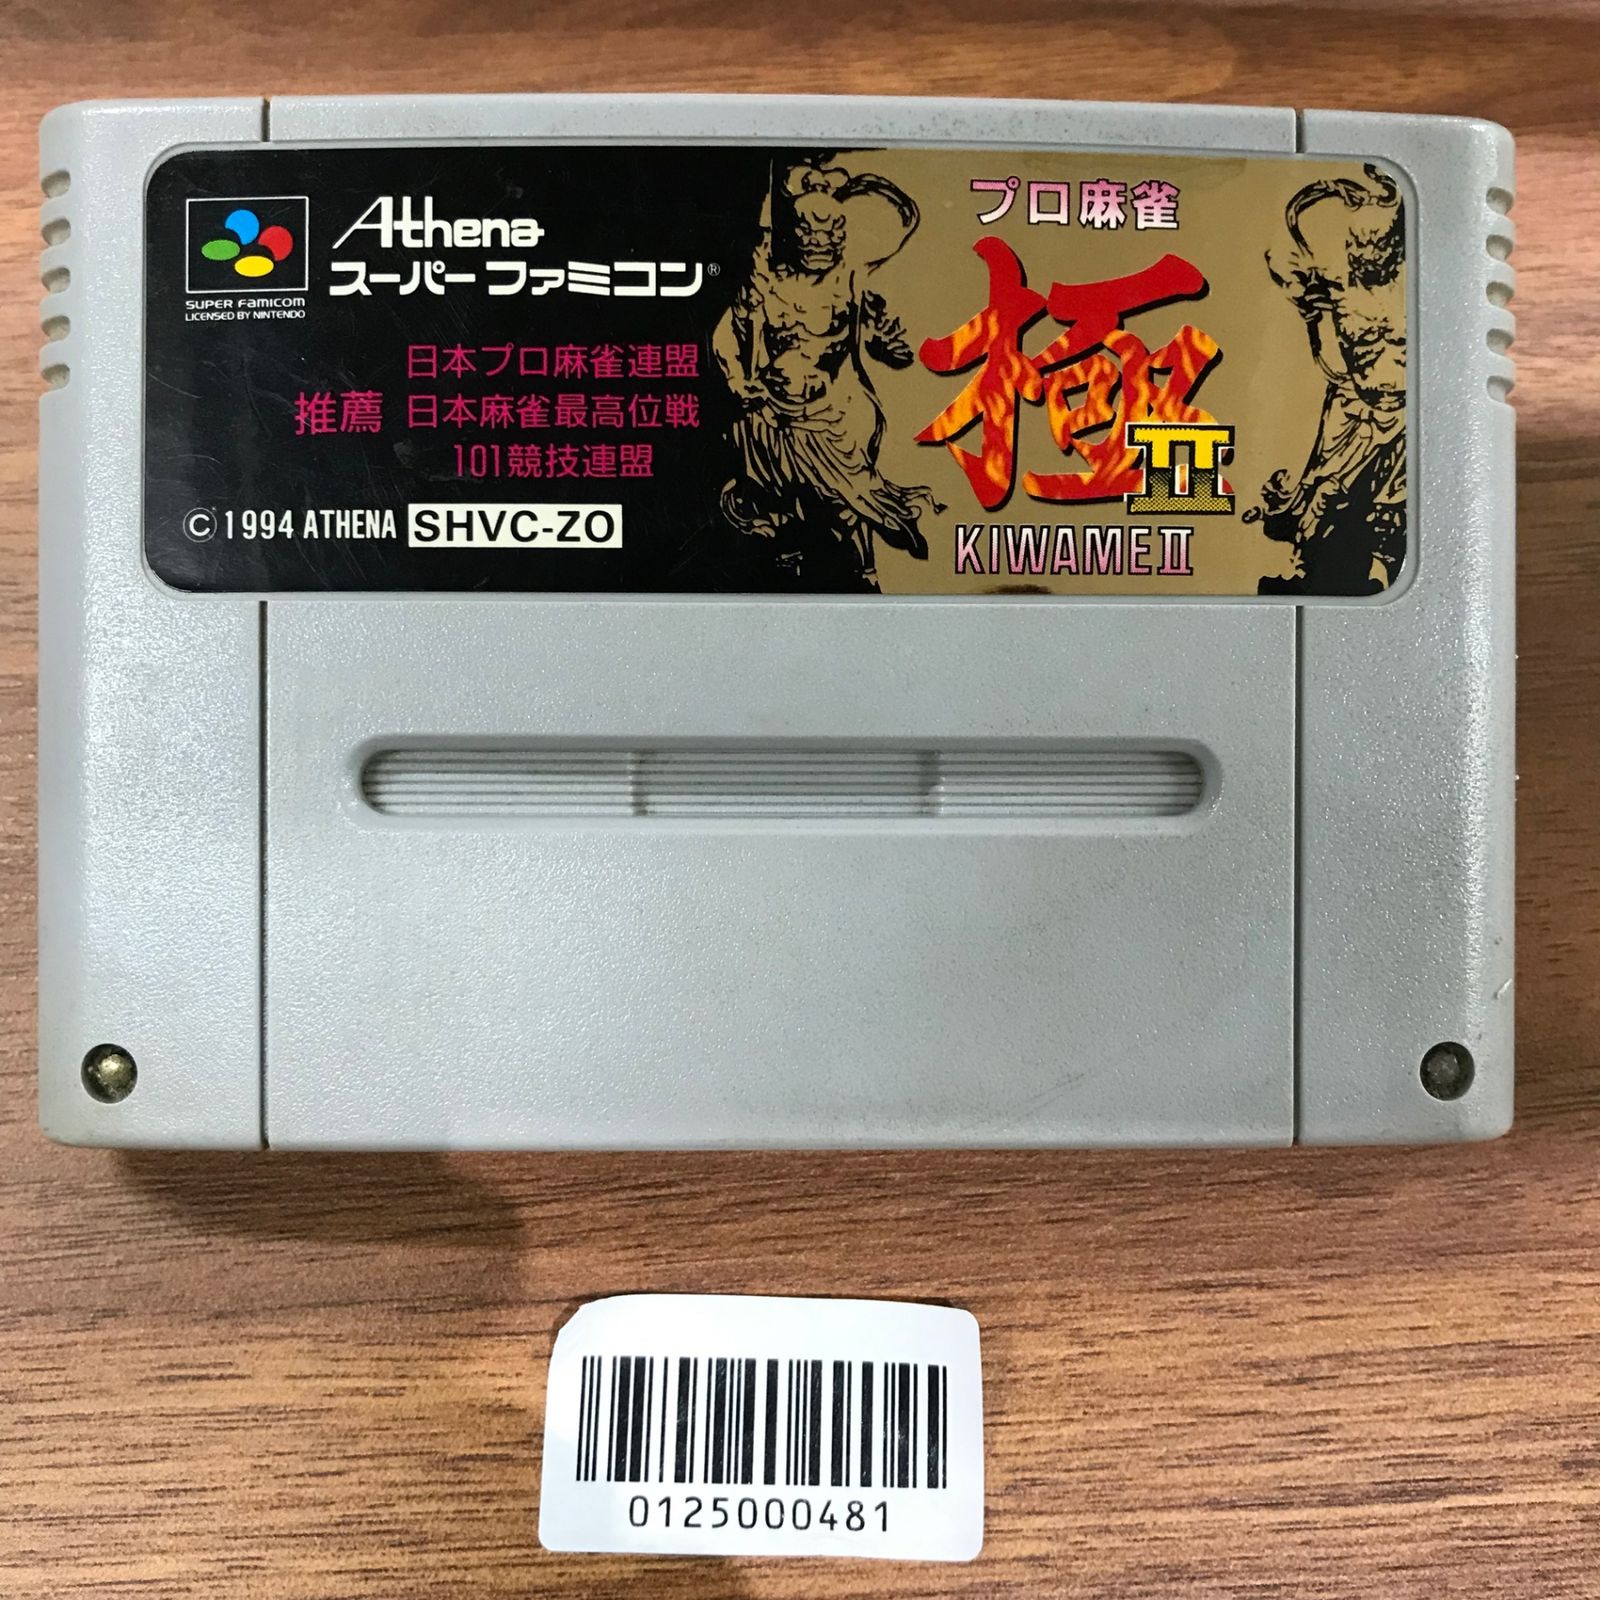 Athena
スーパーファミコン®
SUPER FAMICOM
LICENSED BY NINTENDO
日本プロ麻雀連盟
推薦 日本麻雀最高位戦
101競技連盟
©1994 ATHENA SHVC-ZO
プロ麻雀
極II
KIWAME II
0125000481